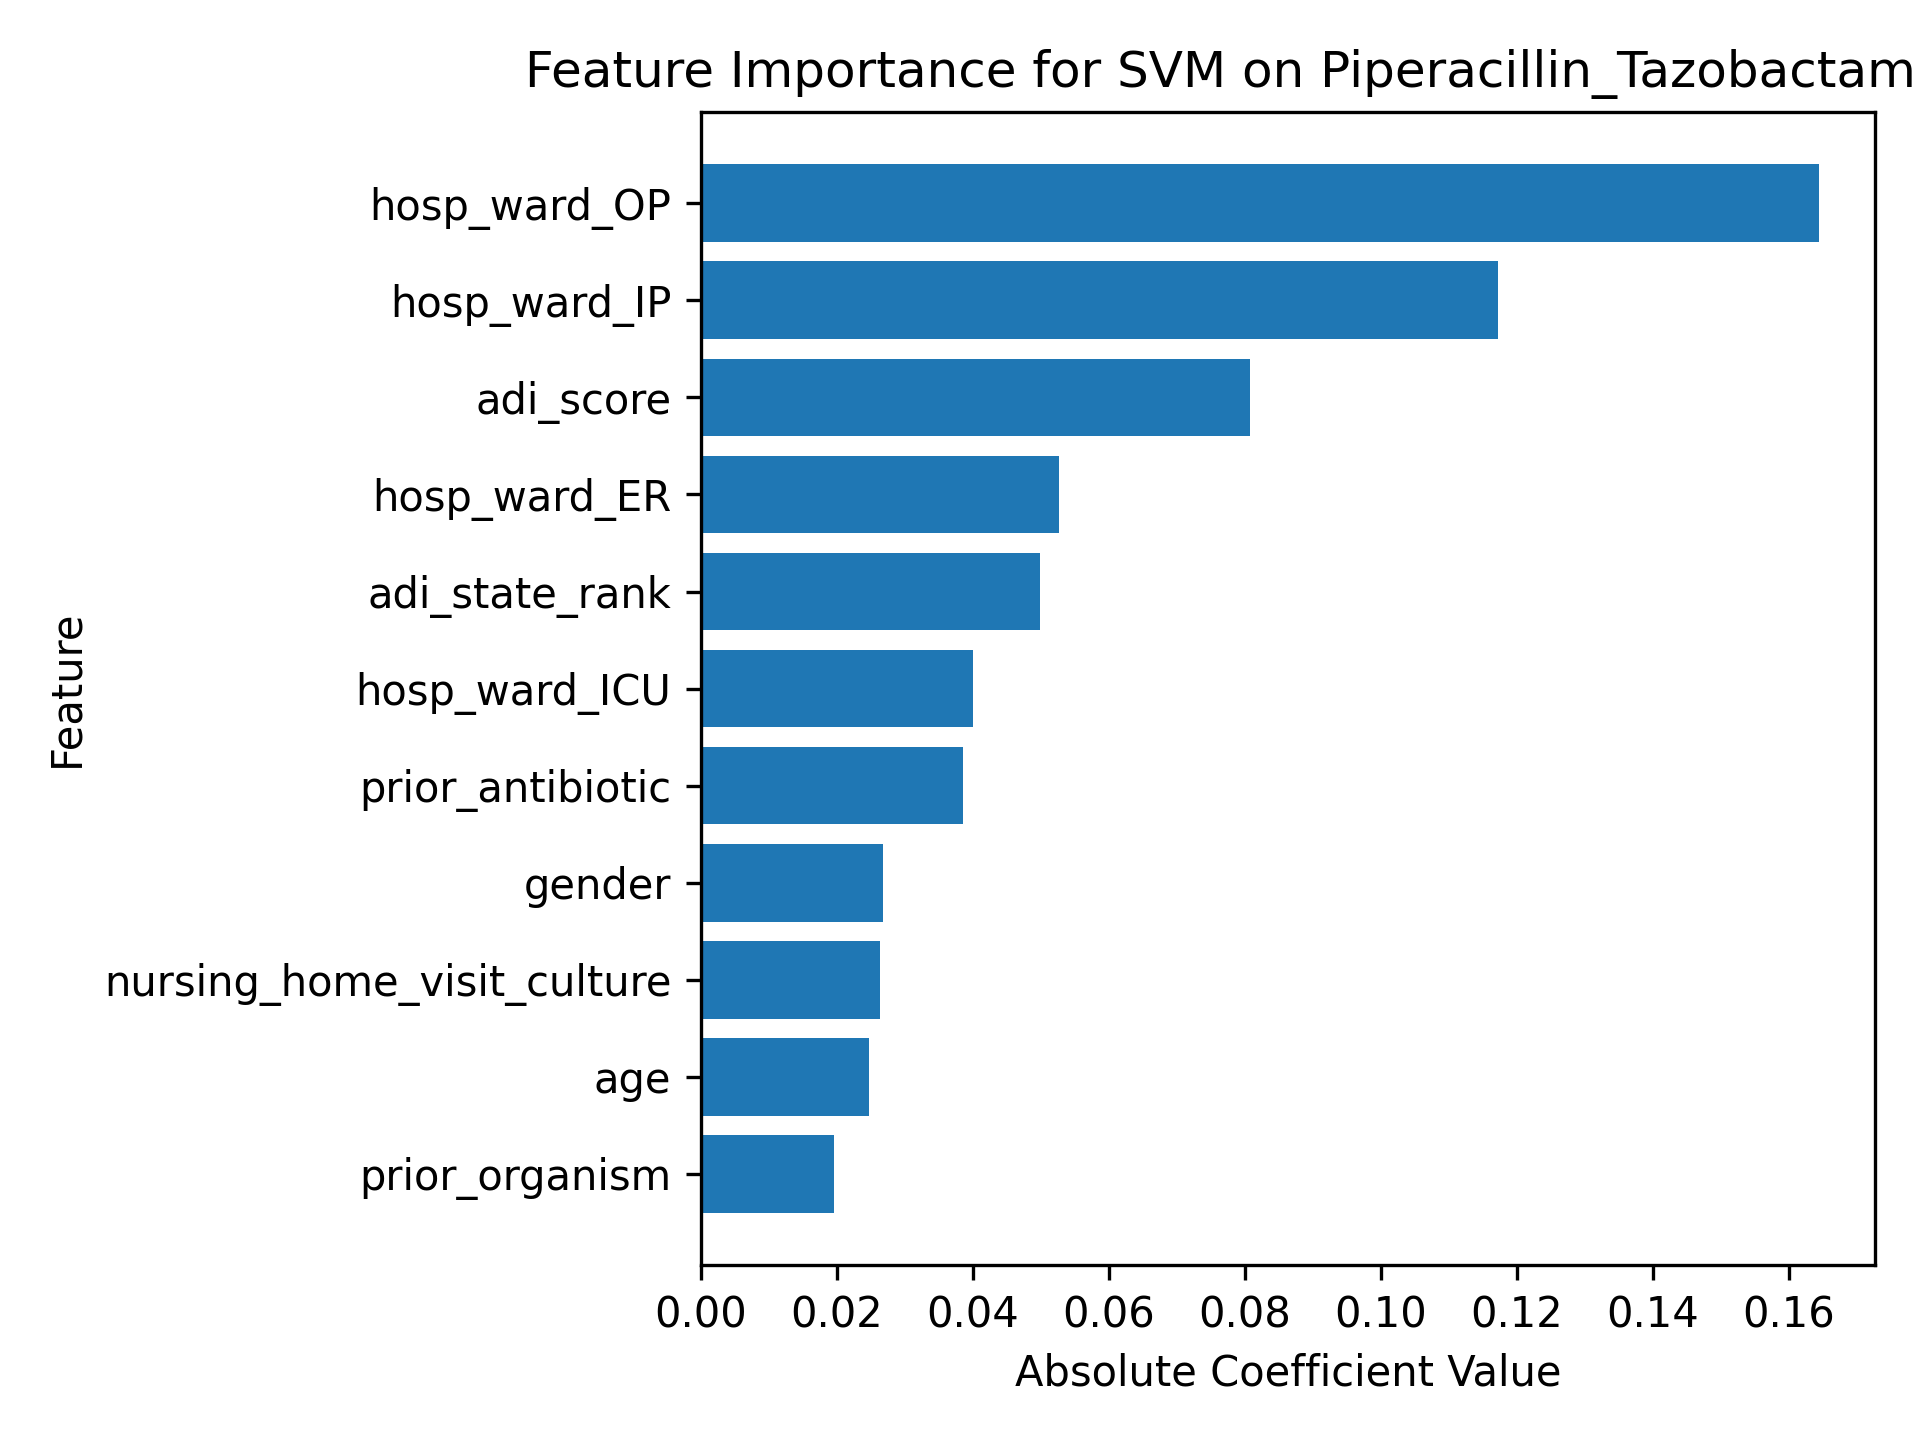 Feature Importance for SVM on Piperacillin_Tazobactam
hosp_ward_OP
hosp_ward_IP
adi_score
hosp_ward_ER
adi_state_rank
hosp_ward_ICU
prior_antibiotic
gender
nursing_home_visit_culture
age
prior_organism
Feature
0.00 0.02 0.04 0.06 0.08 0.10 0.12 0.14 0.16
Absolute Coefficient Value